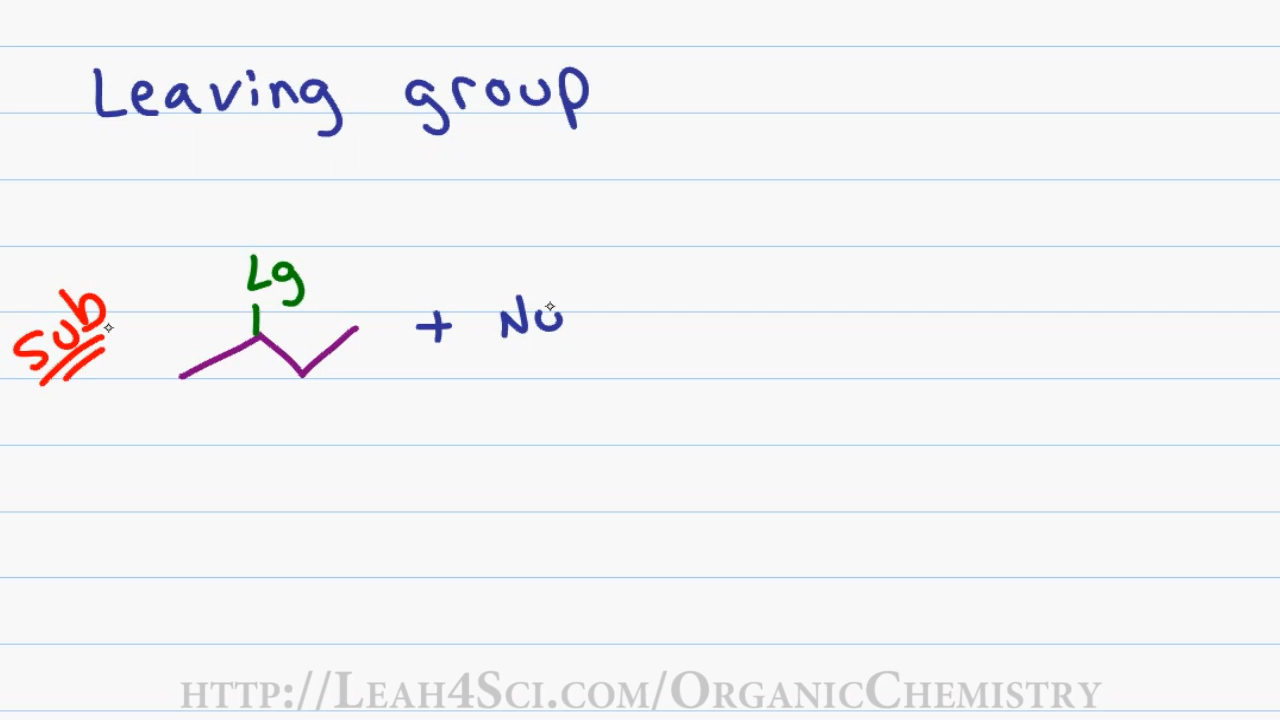 Leaving group
Lg
Sub
+ Nu
http://Leah4Sci.com/OrganicChemistry